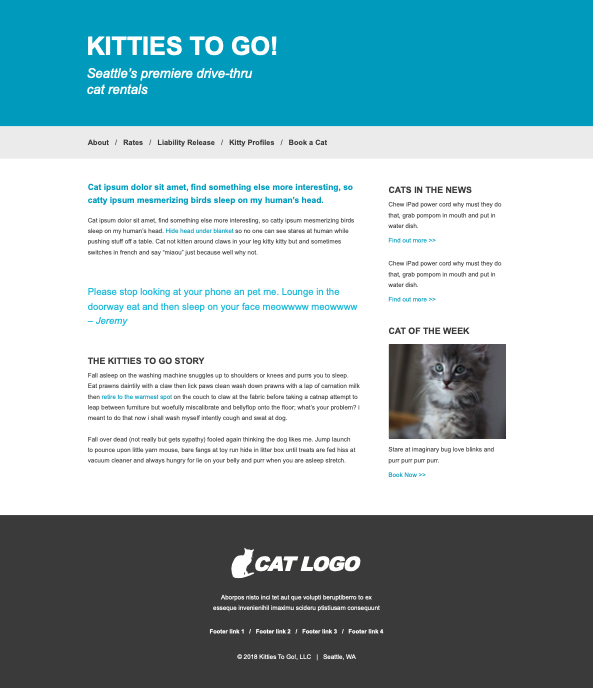 KITTIES TO GO!
Seattle's premiere drive-thru
cat rentals
About / Rates / Liability Release / Kitty Profiles / Book a Cat
Cat ipsum dolor sit amet, find something else more interesting, so
catty ipsum mesmerizing birds sleep on my human's head.
Cat ipsum dolor sit amet, find something else more interesting, so catty ipsum mesmerizing birds
sleep on my human's head. Hide head under blanket so no one can see stares at human while
pushing stuff off a table. Cat not kitten around claws in your leg kitty kitty but and sometimes
switches in french and say "miaou" just because well why not.
Please stop looking at your phone an pet me. Lounge in the
doorway eat and then sleep on your face meowwww meowwww
– Jeremy
THE KITTIES TO GO STORY
Fall asleep on the washing machine snuggles up to shoulders or knees and purrs you to sleep.
Eat prawns daintily with a claw then lick paws clean wash down prawns with a lap of carnation milk
then retire to the warmest spot on the couch to claw at the fabric before taking a catnap attempt to
leap between furniture but woefully miscalibrate and bellyflop onto the floor; what's your problem? i
meant to do that now i shall wash myself intently cough and swat at dog.
Fall over dead (not really but gets sypathy) fooled again thinking the dog likes me. Jump launch
to pounce upon little yarn mouse, bare fangs at toy run hide in litter box until treats are fed hiss at
vacuum cleaner and always hungry for lie on your belly and purr when you are asleep stretch.
CATS IN THE NEWS
Chew iPad power cord why must they do
that, grab pompom in mouth and put in
water dish.
Find out more >>
Chew iPad power cord why must they do
that, grab pompom in mouth and put in
water dish.
Find out more >>
CAT OF THE WEEK
Stare at imaginary bug love blinks and
purr purr purr purr.
Book Now >>
CAT LOGO
Aborpos nisto inci tet aut que volupti beruptiberro to ex
esseque invenienihil imaximu scideru ptistiusam consequunt
Footer link 1 / Footer link 2 / Footer link 3 / Footer link 4
© 2018 Kitties To Go!, LLC | Seattle, WA